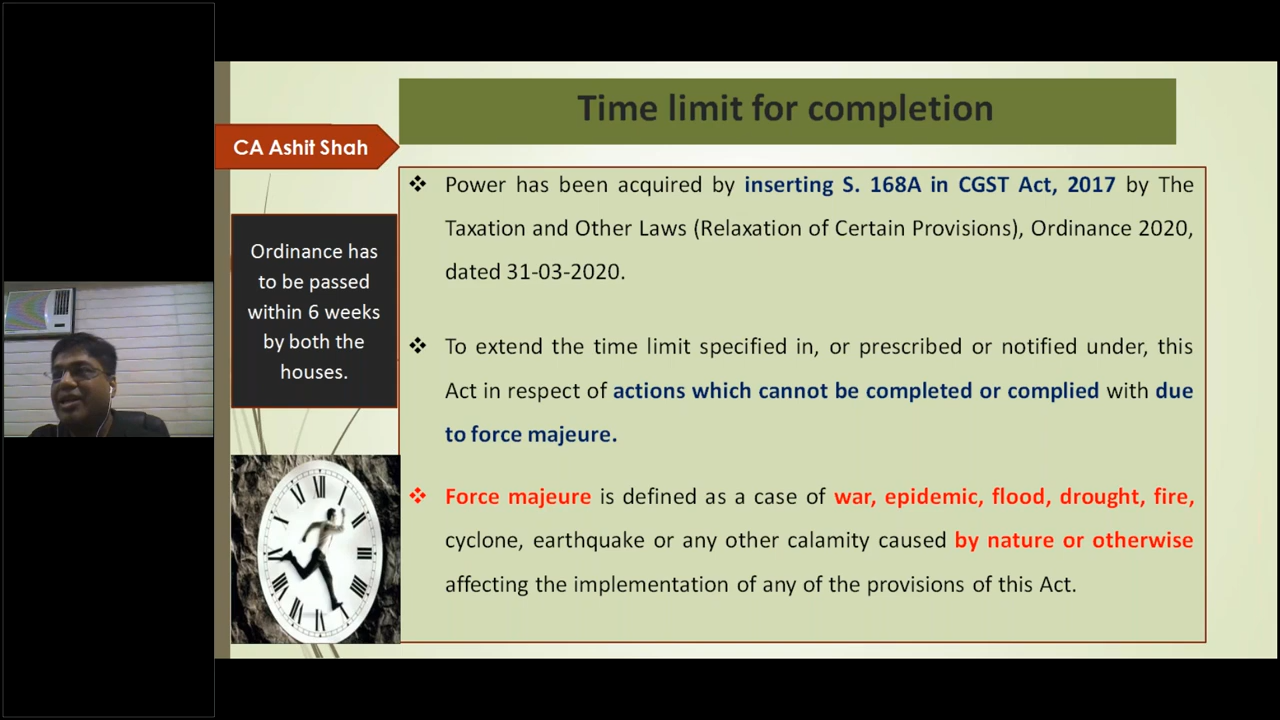 Time limit for completion
CA Ashit Shah
Ordinance has
to be passed
within 6 weeks
by both the
houses.
❖ Power has been acquired by inserting S. 168A in CGST Act, 2017 by The
Taxation and Other Laws (Relaxation of Certain Provisions), Ordinance 2020,
dated 31-03-2020.
❖ To extend the time limit specified in, or prescribed or notified under, this
Act in respect of actions which cannot be completed or complied with due
to force majeure.
❖ Force majeure is defined as a case of war, epidemic, flood, drought, fire,
cyclone, earthquake or any other calamity caused by nature or otherwise
affecting the implementation of any of the provisions of this Act.